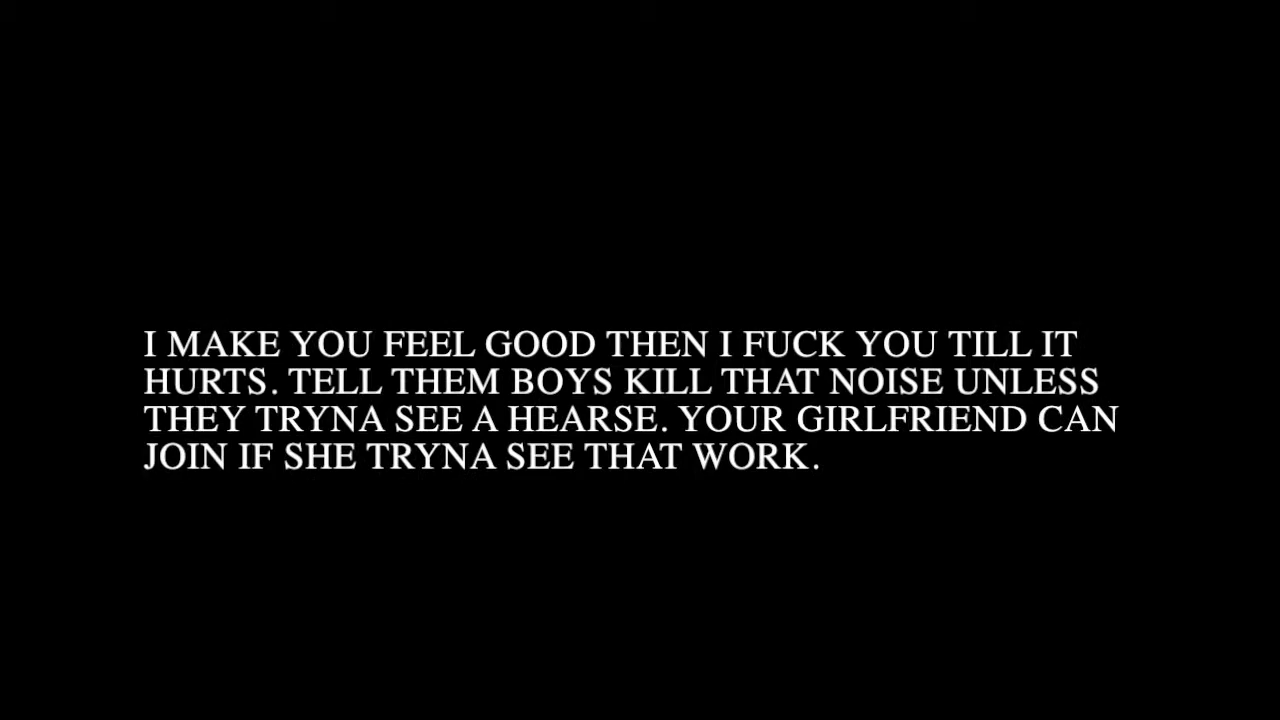 I MAKE YOU FEEL GOOD THEN I FUCK YOU TILL IT
HURTS. TELL THEM BOYS KILL THAT NOISE UNLESS
THEY TRYNA SEE A HEARSE. YOUR GIRLFRIEND CAN
JOIN IF SHE TRYNA SEE THAT WORK.